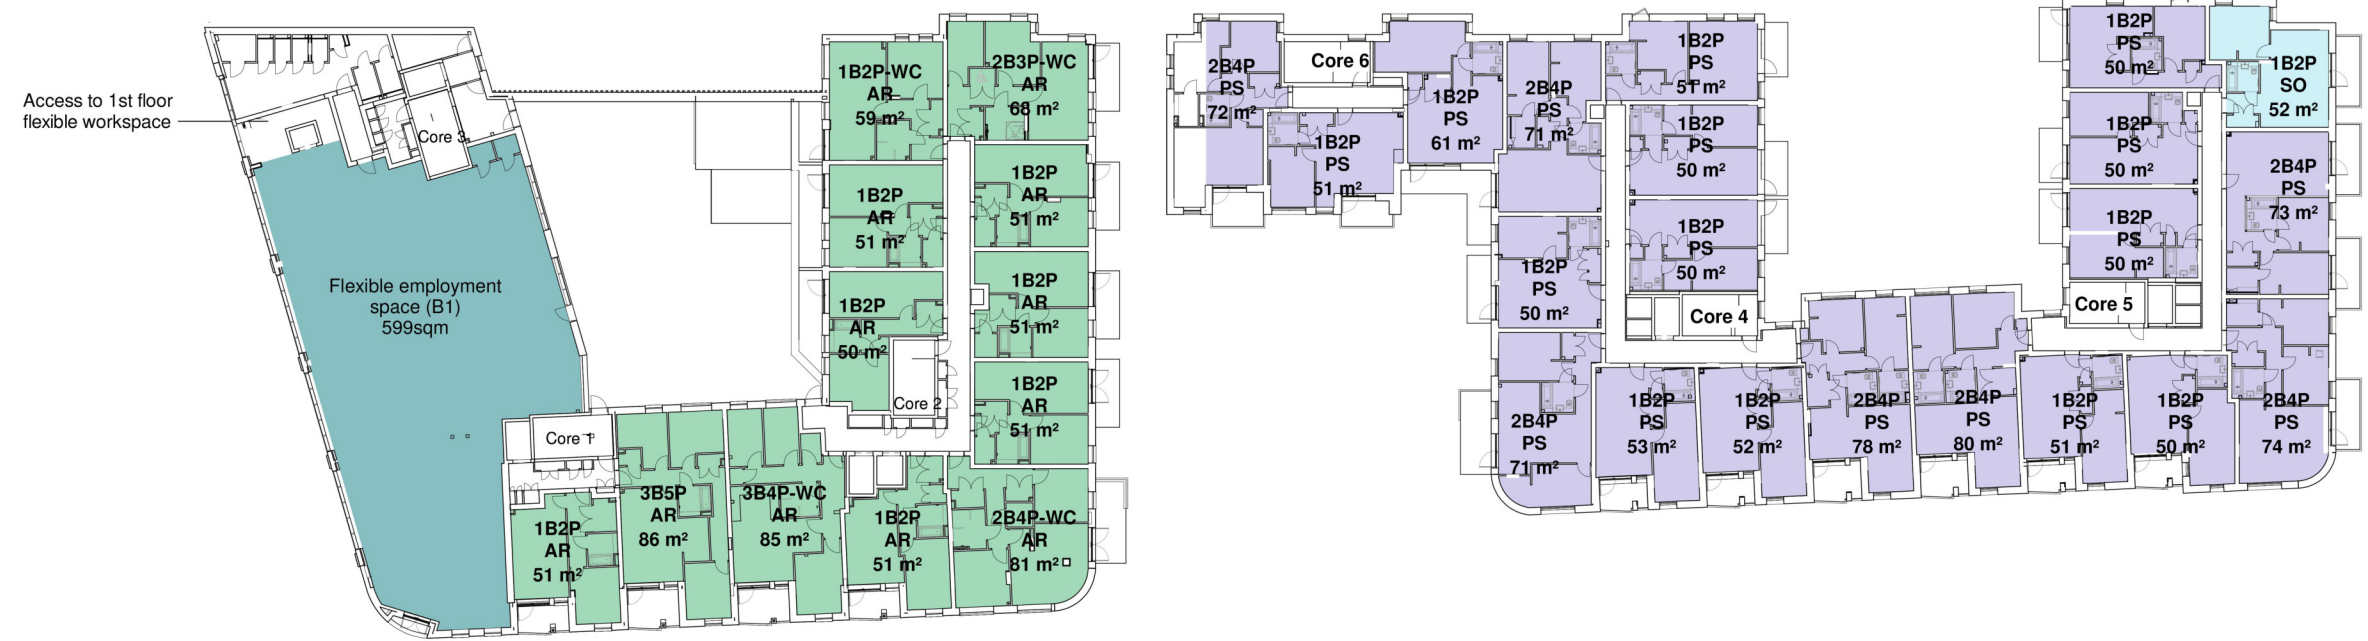 Access to 1st floor
flexible workspace
Core 3
Flexible employment
space (B1)
599sqm
Core 1
1B2P-WC
AR
59 m²
2B3P-WC
AR
68 m²
1B2P
AR
51 m²
1B2P
AR
51 m²
1B2P
AR
50 m²
1B2P
AR
51 m²
1B2P
AR
51 m²
Core 2
1B2P
AR
51 m²
3B5P
AR
86 m²
3B4P-WC
AR
85 m²
1B2P
AR
51 m²
2B4P-WC
AR
81 m²
2B4P
PS
72 m²
Core 6
1B2P
PS
51 m²
1B2P
PS
61 m²
2B4P
PS
71 m²
1B2P
PS
51 m²
1B2P
PS
50 m²
1B2P
PS
50 m²
1B2P
PS
50 m²
Core 4
2B4P
PS
71 m²
1B2P
PS
53 m²
1B2P
PS
52 m²
2B4P
PS
78 m²
2B4P
PS
80 m²
1B2P
PS
51 m²
1B2P
PS
50 m²
2B4P
PS
74 m²
Core 5
1B2P
PS
50 m²
1B2P
SO
52 m²
1B2P
PS
50 m²
2B4P
PS
73 m²
1B2P
PS
50 m²